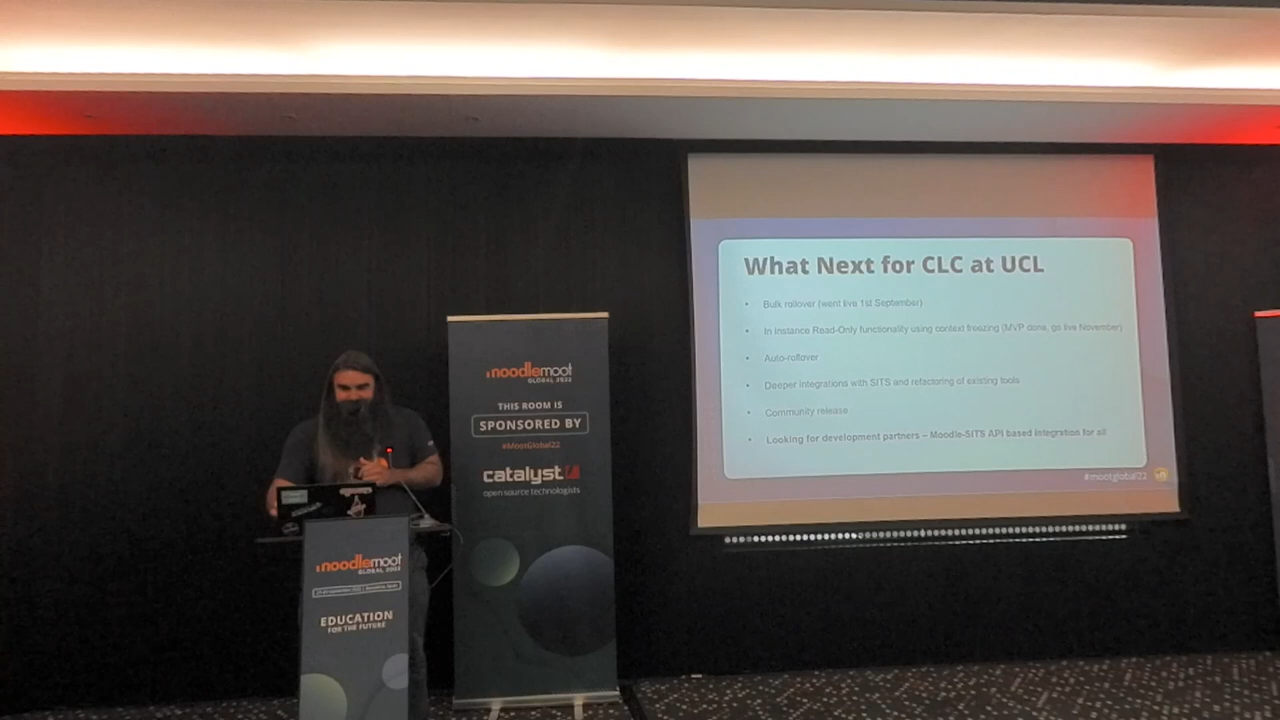 moodlemoot
GLOBAL 2022
THIS ROOM IS
SPONSORED BY
#MootGlobal22
catalyst
open source technologists
moodlemoot
GLOBAL 2022
EDUCATION
FOR THE FUTURE
What Next for CLC at UCL
• Bulk rollover (went live 1st September)
• In Instance Read-Only functionality using context freezing (MVP done, go live November)
• Auto-rollover
• Deeper Integrations with SITS and refactoring of existing tools
• Community release
• Looking for development partners – Moodle-SITS API based integration for all
#mootglobal22